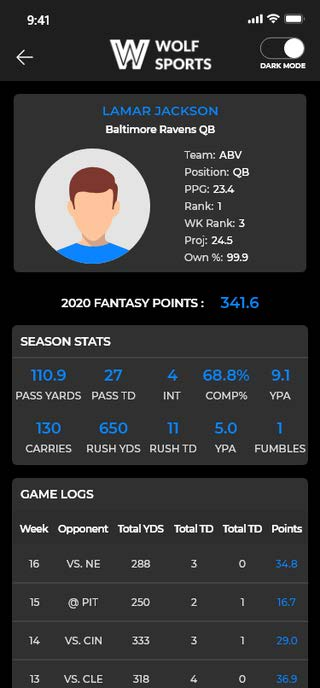 9:41
WOLF
SPORTS
DARK MODE
LAMAR JACKSON
Baltimore Ravens QB
Team: ABV
Position: QB
PPG: 23.4
Rank: 1
WK Rank: 3
Proj: 24.5
Own %: 99.9
2020 FANTASY POINTS : 341.6
SEASON STATS
110.9 27 4 68.8% 9.1
PASS YARDS PASS TD INT COMP% YPA
130 650 11 5.0 1
CARRIES RUSH YDS RUSH TD YPA FUMBLES
GAME LOGS
Week Opponent Total YDS Total TD Total TD Points
16 VS. NE 288 3 0 34.8
15 @ PIT 250 2 1 16.7
14 VS. CIN 333 3 1 29.0
13 VS. CLE 318 4 0 36.9